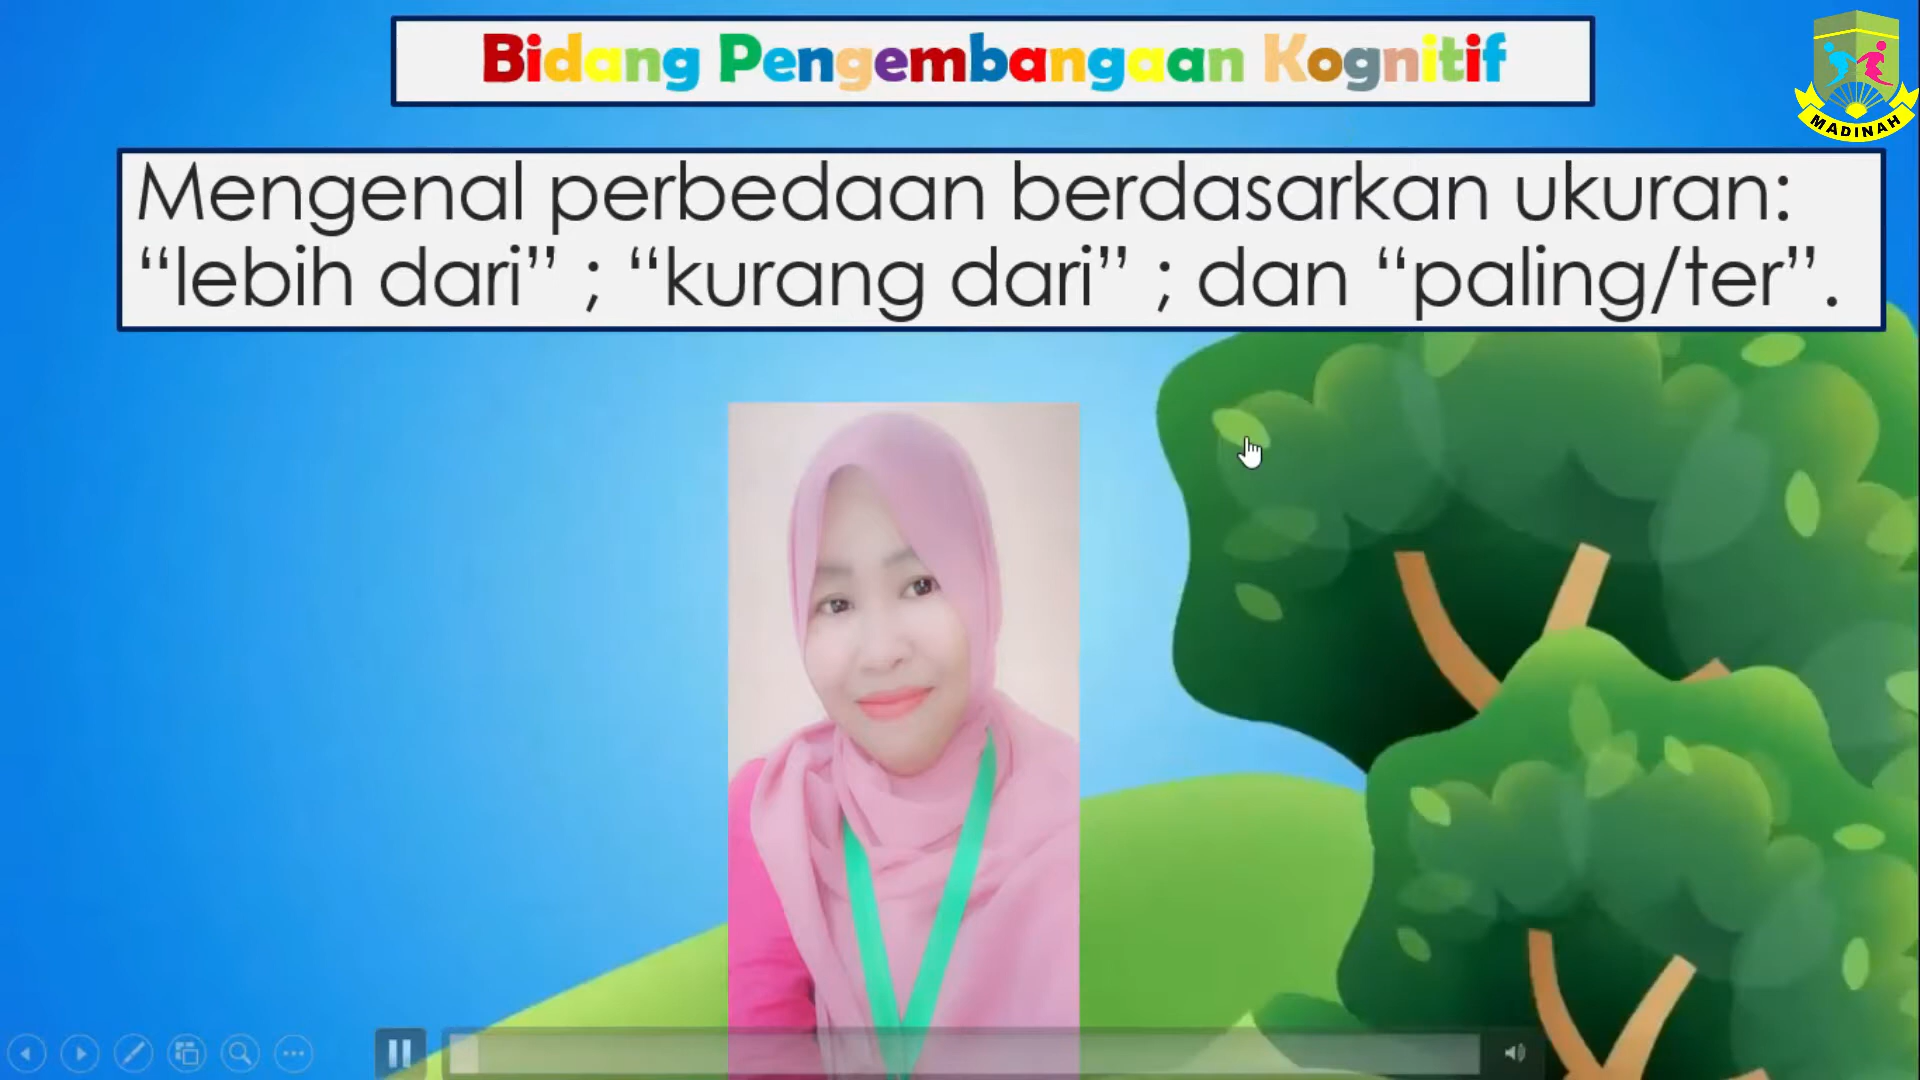 Bidang Pengembangaan Kognitif
MADINAH
Mengenal perbedaan berdasarkan ukuran:
“lebih dari” ; “kurang dari” ; dan “paling/ter”.